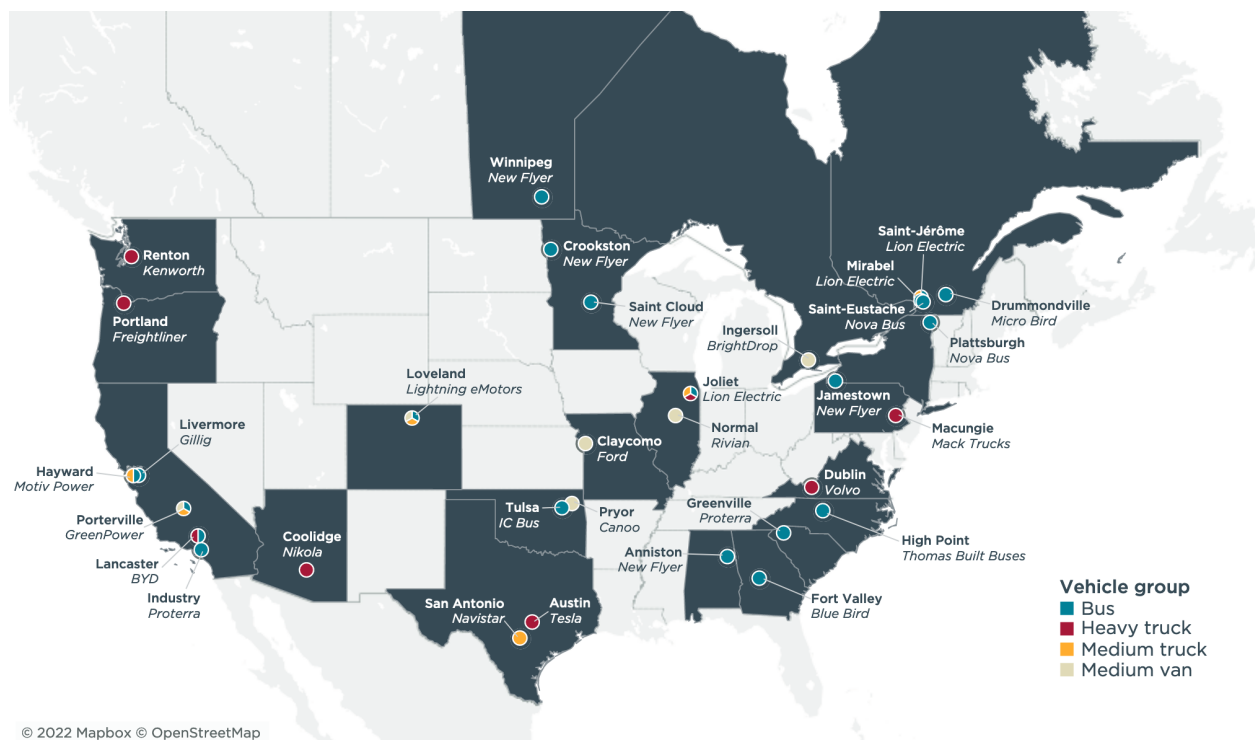 Winnipeg
New Flyer
Renton
Kenworth
Portland
Freightliner
Crookston
New Flyer
Saint Cloud
New Flyer
Saint-Jérôme
Lion Electric
Mirabel
Lion Electric
Saint-Eustache
Nova Bus
Drummondville
Micro Bird
Plattsburgh
Nova Bus
Ingersoll
BrightDrop
Loveland
Lightning eMotors
Joliet
Lion Electric
Jamestown
New Flyer
Normal
Rivian
Macungie
Mack Trucks
Livermore
Gillig
Claycomo
Ford
Hayward
Motiv Power
Dublin
Volvo
Porterville
GreenPower
Tulsa
IC Bus
Pryor
Canoo
Greenville
Proterra
Coolidge
Nikola
High Point
Thomas Built Buses
Lancaster
BYD
Anniston
New Flyer
Industry
Proterra
San Antonio
Navistar
Austin
Tesla
Fort Valley
Blue Bird
Vehicle group
Bus
Heavy truck
Medium truck
Medium van
© 2022 Mapbox © OpenStreetMap